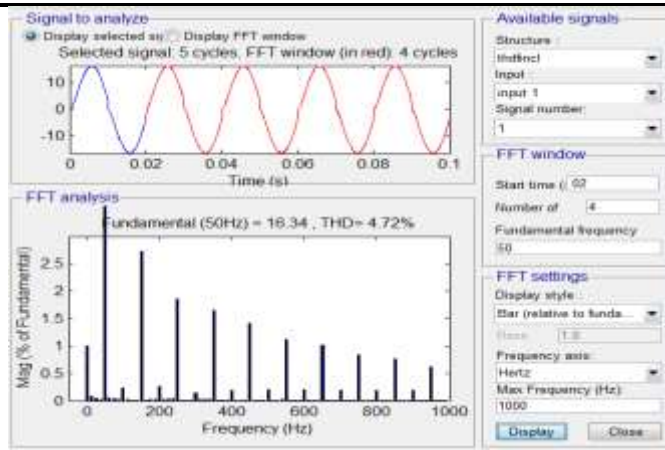 Signal to analyze
Display selected si Display FFT window
Selected signal: 5 cycles. FFT window (in red): 4 cycles
10
0
-10
0 0.02 0.04 0.06 0.08 0.1
Time (s)
FFT analysis
Fundamental (50Hz) = 16.34 , THD= 4.72%
Mag (% of Fundamental)
2.5
2
1.5
1
0.5
0
0 200 400 600 800 1000
Frequency (Hz)
Available signals
Structure :
Input :
input 1
Signal number:
1
FFT window
Start time ( 02
Number of 4
Fundamental frequency
50
FFT settings
Display style :
Bar (relative to funda...
1.0
Frequency axis:
Hertz
Max Frequency (Hz):
1000
Display Close